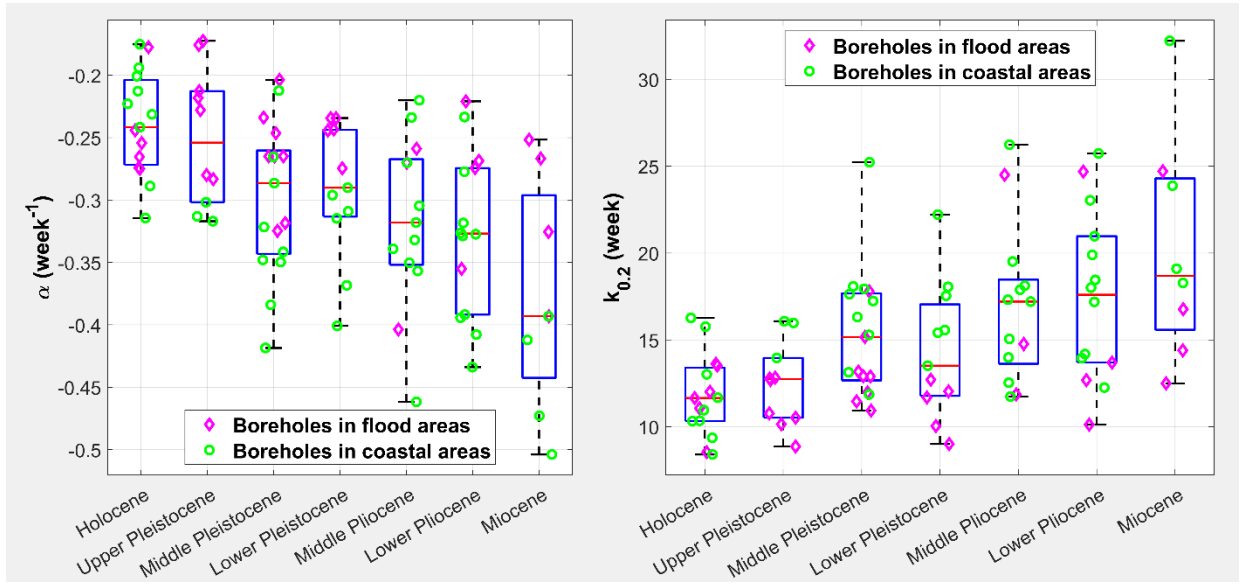 -0.2
-0.25
-0.3
-0.35
-0.4
-0.45
-0.5
α (week⁻¹)
Boreholes in flood areas
Boreholes in coastal areas
Holocene
Upper Pleistocene
Middle Pleistocene
Lower Pleistocene
Middle Pliocene
Lower Pliocene
Miocene
30
25
20
15
10
k₀.₂ (week)
Boreholes in flood areas
Boreholes in coastal areas
Holocene
Upper Pleistocene
Middle Pleistocene
Lower Pleistocene
Middle Pliocene
Lower Pliocene
Miocene